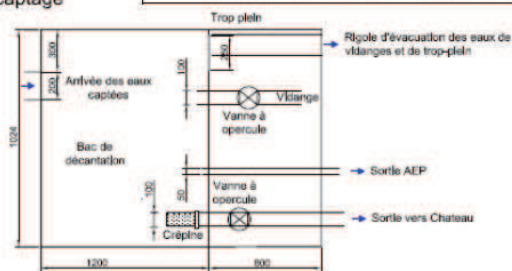 captage
Trop plein
Rigole d'évacuation des eaux de
vidanges et de trop-plein
300
250
200
Arrivée des eaux
captées
100
Vidange
Vanne à
opercule
1024
Bac de
décantation
Sortie AEP
50
Vanne à
opercule
100
Crépine
Sortie vers Chateau
1200
800